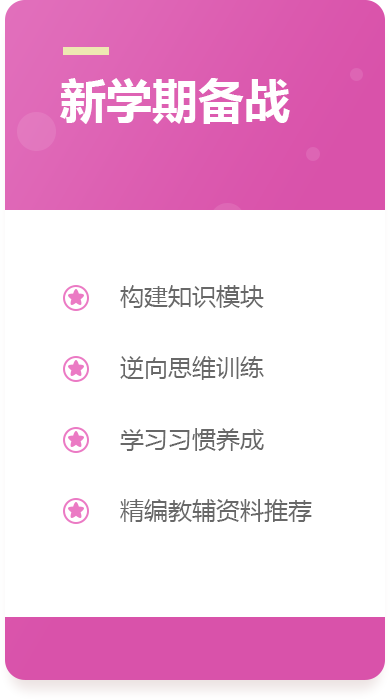 新学期备战
构建知识模块
逆向思维训练
学习习惯养成
精编教辅资料推荐